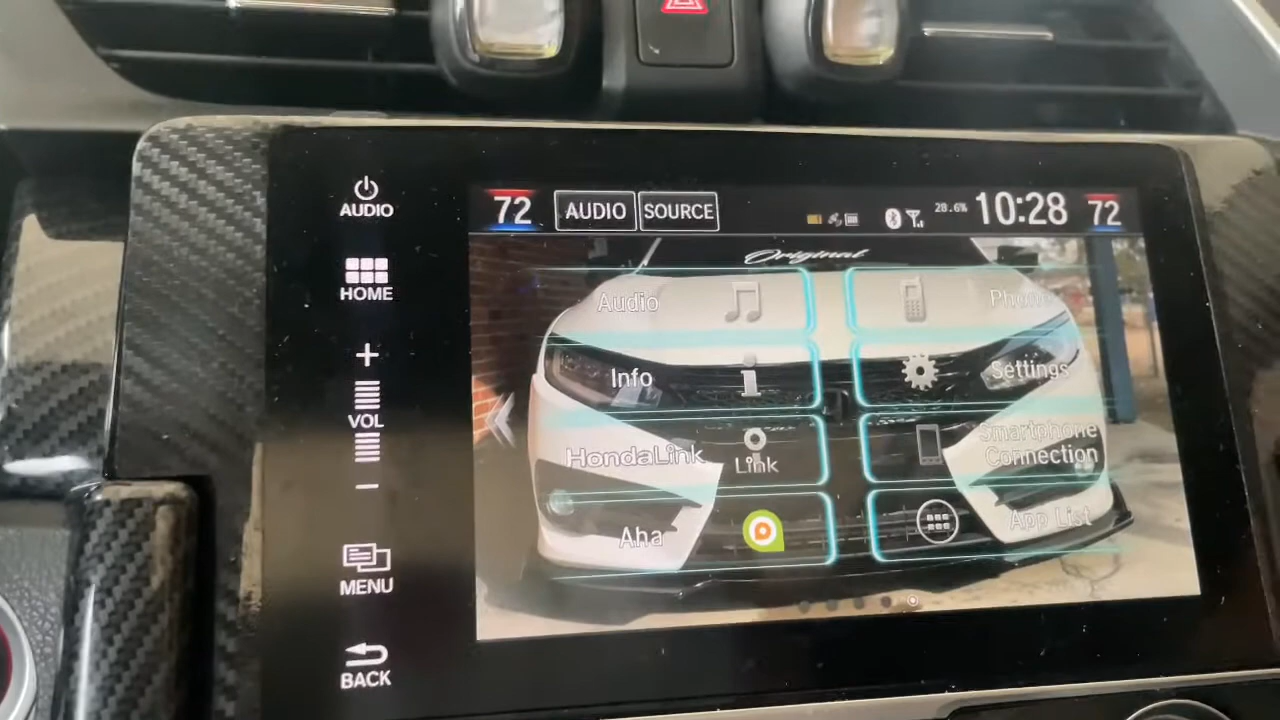 AUDIO
HOME
VOL
MENU
BACK
72
AUDIO
SOURCE
28.6%
10:28
72
Original
Audio
Phone
Info
Settings
HondaLink
Link
Smartphone
Connection
Aha
App List